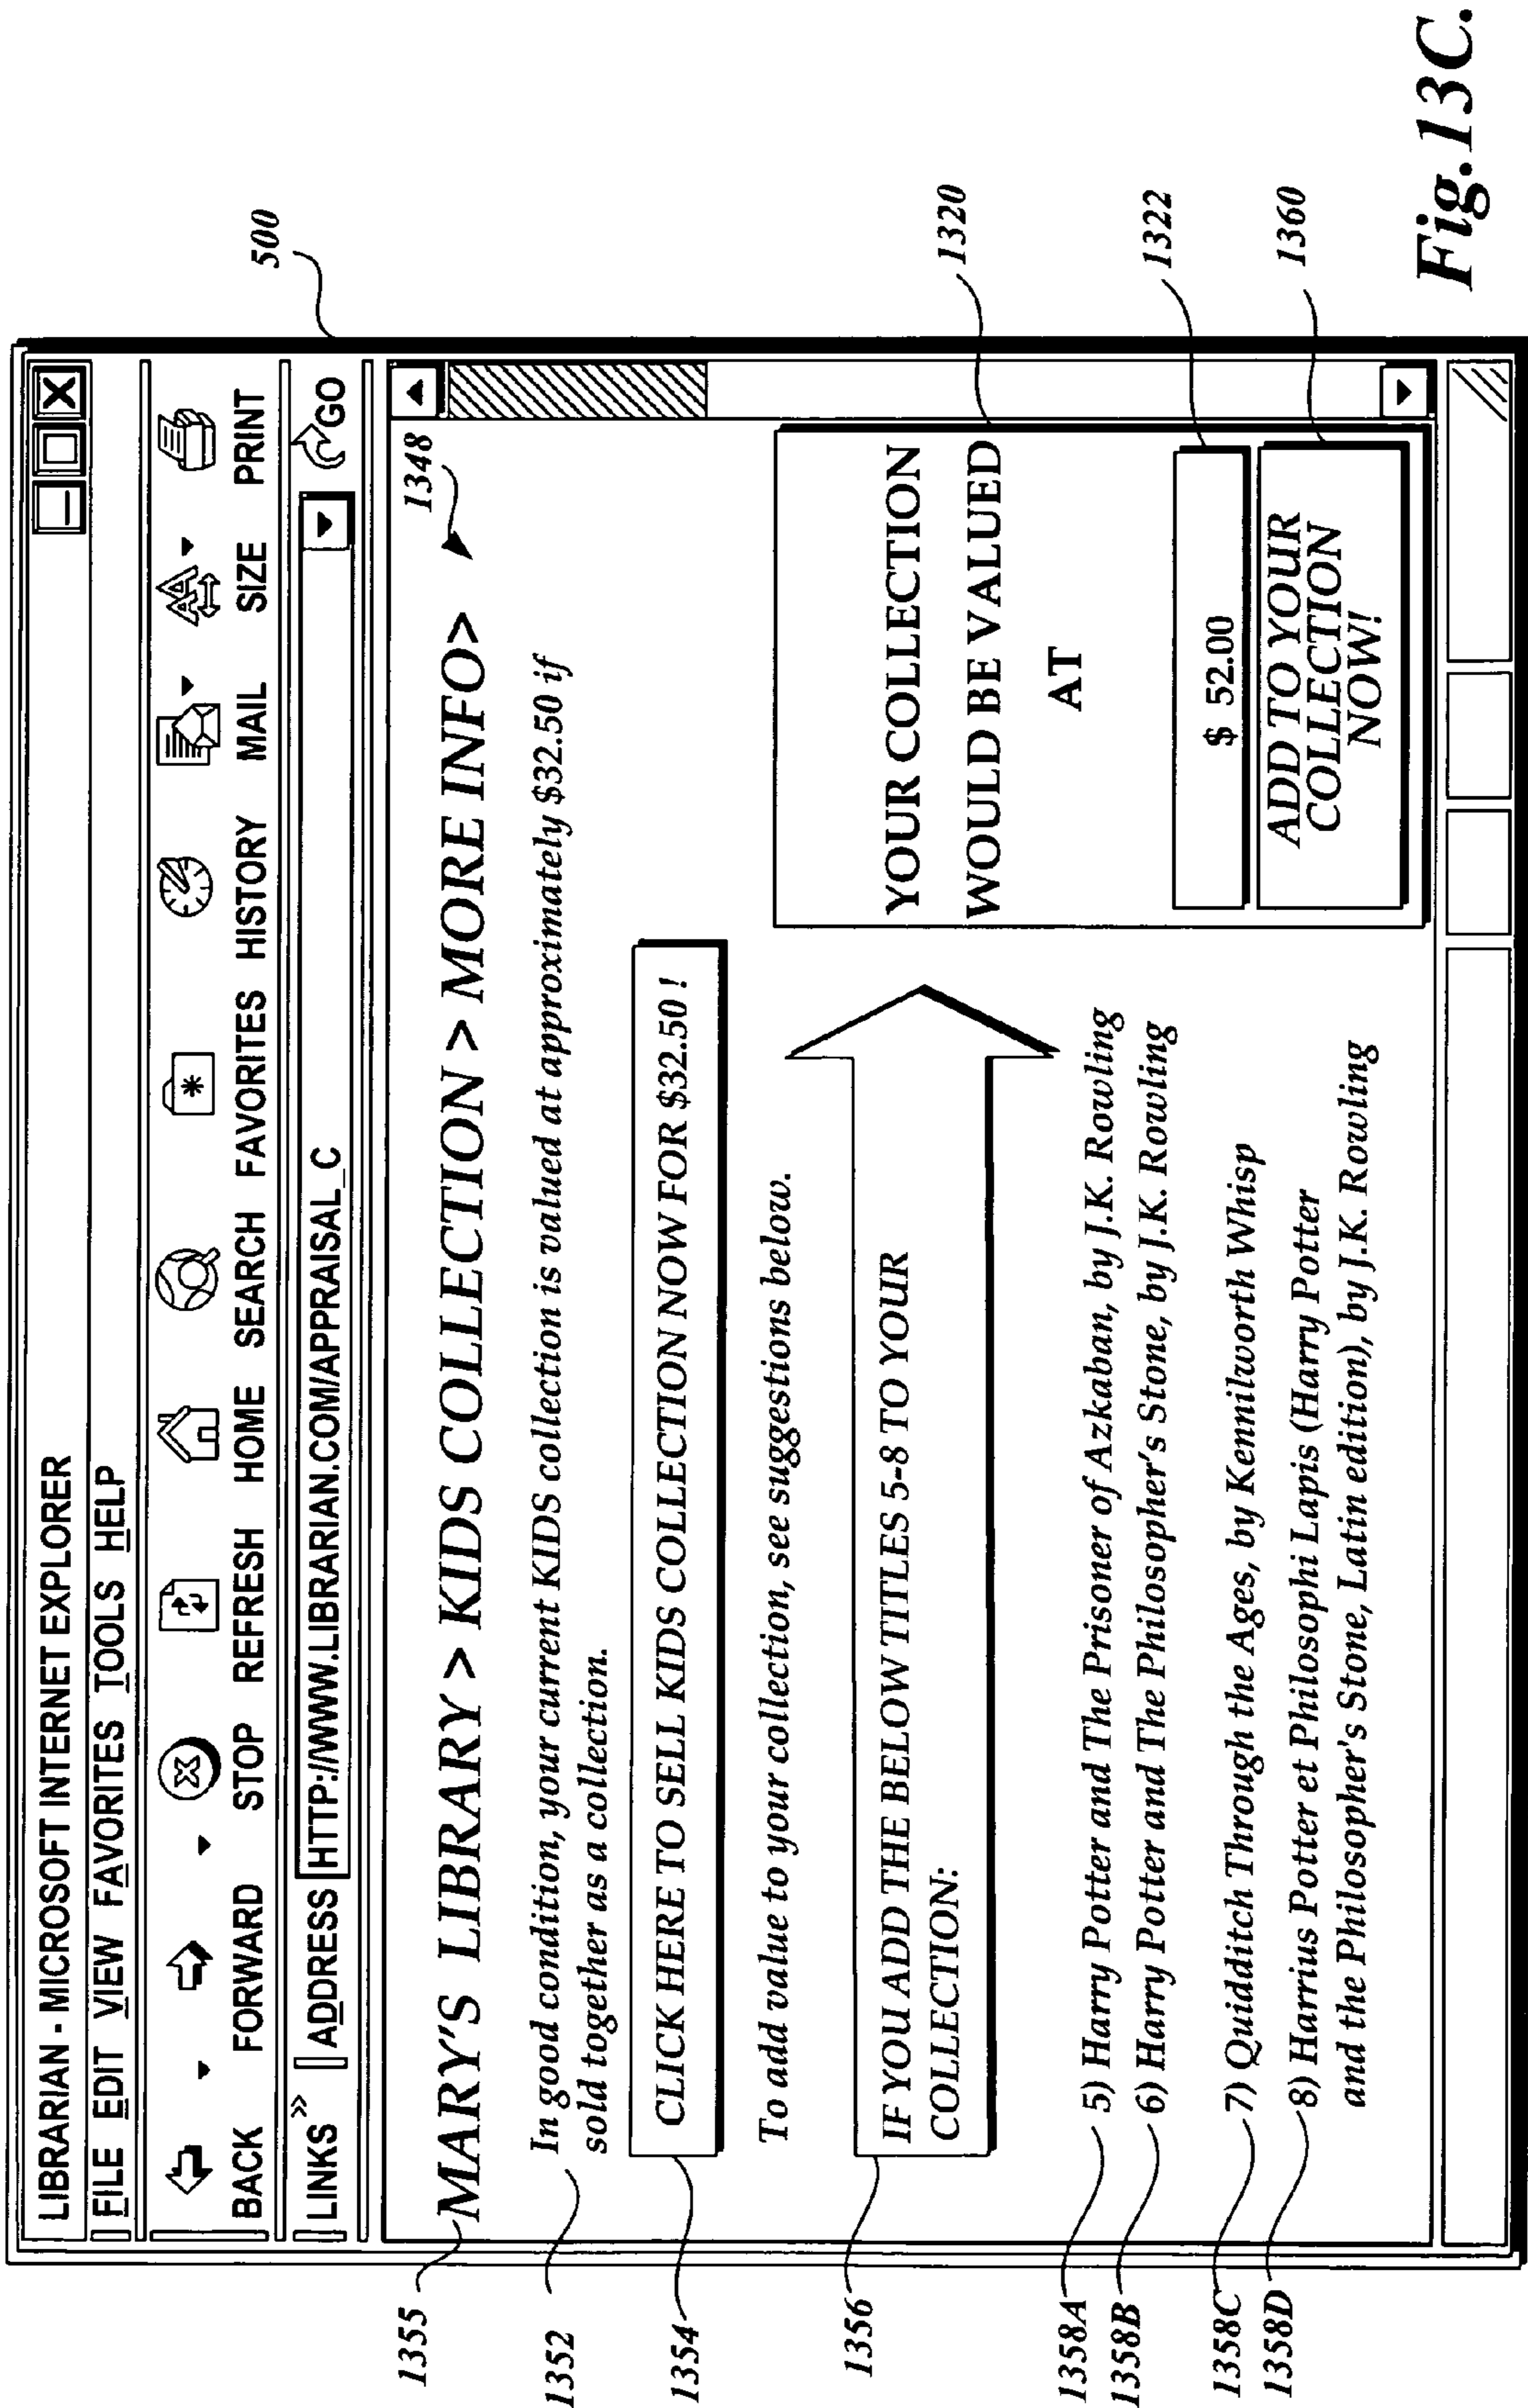 LIBRARIAN - MICROSOFT INTERNET EXPLORER
FILE EDIT VIEW FAVORITES TOOLS HELP
BACK FORWARD STOP REFRESH HOME SEARCH FAVORITES HISTORY MAIL SIZE PRINT
LINKS » ADDRESS HTTP://WWW.LIBRARIAN.COM/APPRAISAL_C GO
500
1355
MARY'S LIBRARY > KIDS COLLECTION > MORE INFO>
1348
1352
In good condition, your current KIDS collection is valued at approximately $32.50 if
sold together as a collection.
1354
CLICK HERE TO SELL KIDS COLLECTION NOW FOR $32.50 !
To add value to your collection, see suggestions below.
1356
IF YOU ADD THE BELOW TITLES 5-8 TO YOUR
COLLECTION:
YOUR COLLECTION
WOULD BE VALUED
AT
1320
$ 52.00
1322
ADD TO YOUR
COLLECTION
NOW!
1360
1358A
5) Harry Potter and The Prisoner of Azkaban, by J.K. Rowling
1358B
6) Harry Potter and The Philosopher's Stone, by J.K. Rowling
1358C
7) Quidditch Through the Ages, by Kennilworth Whisp
1358D
8) Harrius Potter et Philosophi Lapis (Harry Potter
and the Philosopher's Stone, Latin edition), by J.K. Rowling
Fig.13C.